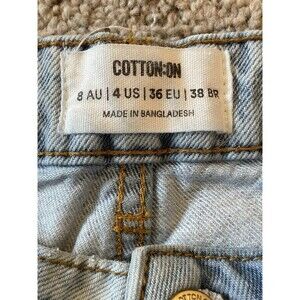 COTTON:ON
8 AU | 4 US | 36 EU | 38 BR
MADE IN BANGLADESH